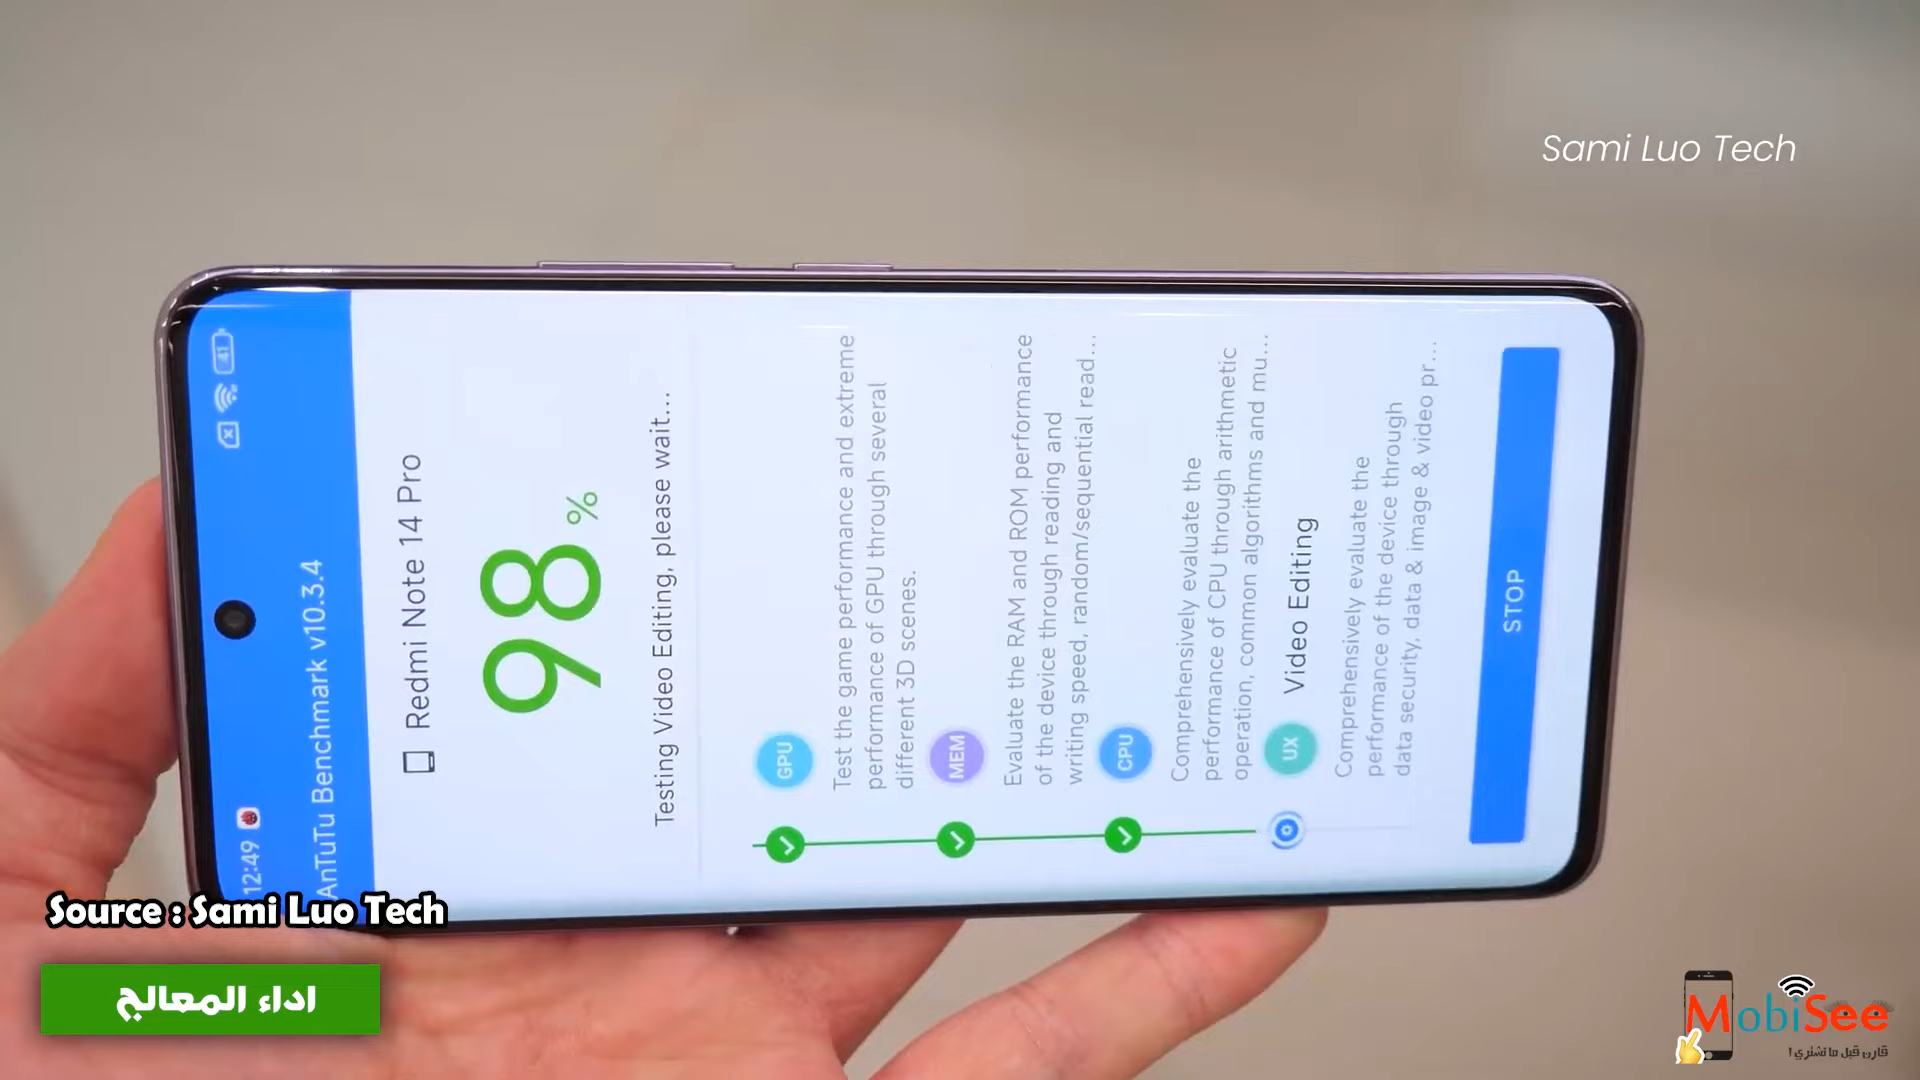 Sami Luo Tech
12:49
41
AnTuTu Benchmark v10.3.4
Redmi Note 14 Pro
98%
Testing Video Editing, please wait...
GPU
Test the game performance and extreme
performance of GPU through several
different 3D scenes.
MEM
Evaluate the RAM and ROM performance
of the device through reading and
writing speed, random/sequential read...
CPU
Comprehensively evaluate the
performance of CPU through arithmetic
operation, common algorithms and mu...
UX
Video Editing
Comprehensively evaluate the
performance of the device through
data security, data & image & video pr...
STOP
Source : Sami Luo Tech
اداء المعالج
MobiSee
قارن قبل ما تشتري !